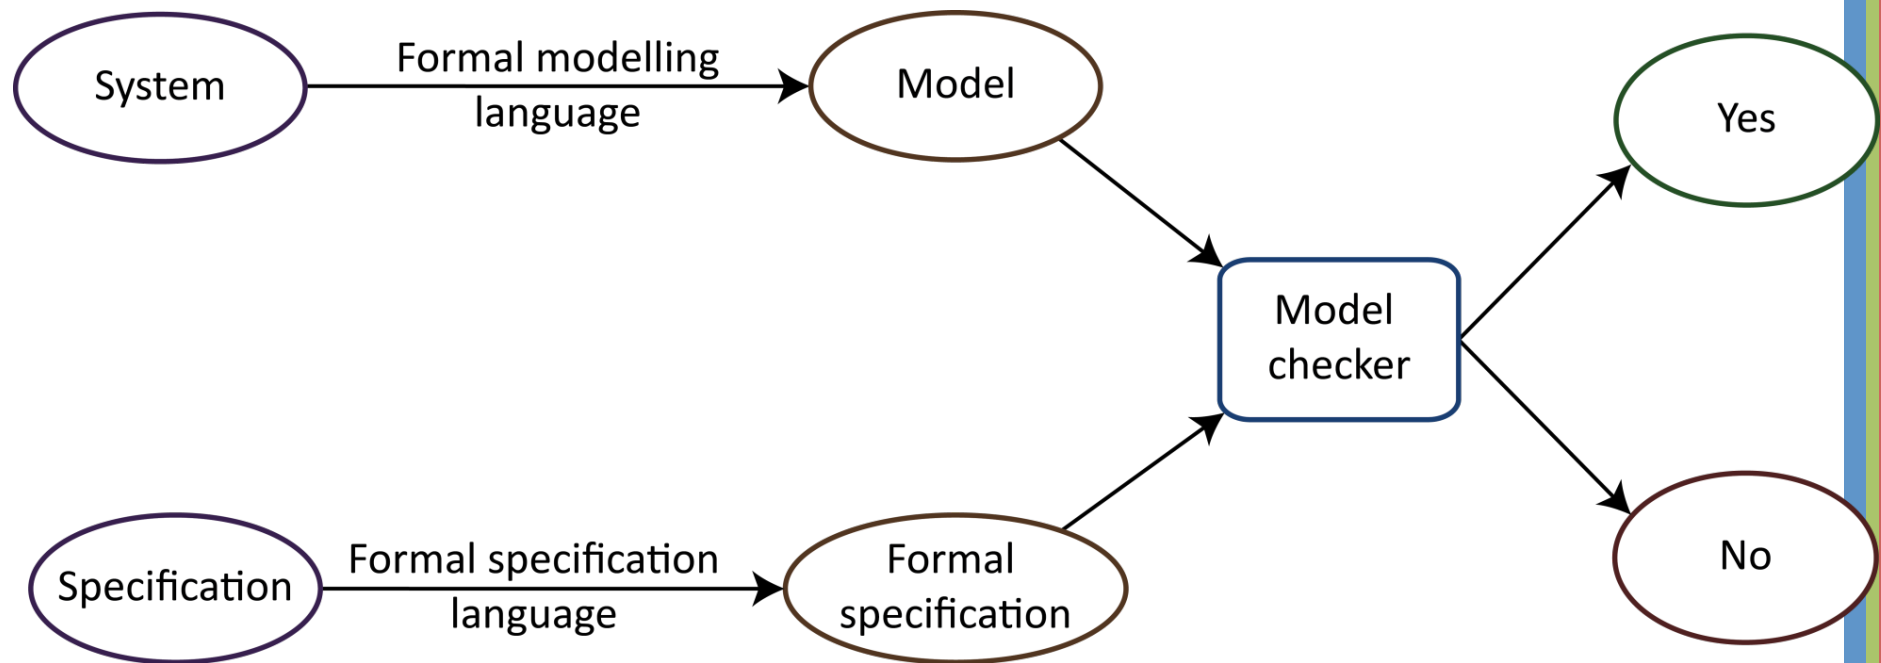 System
Formal modelling
language
Model
Yes
Model
checker
Specification
Formal specification
language
Formal
specification
No